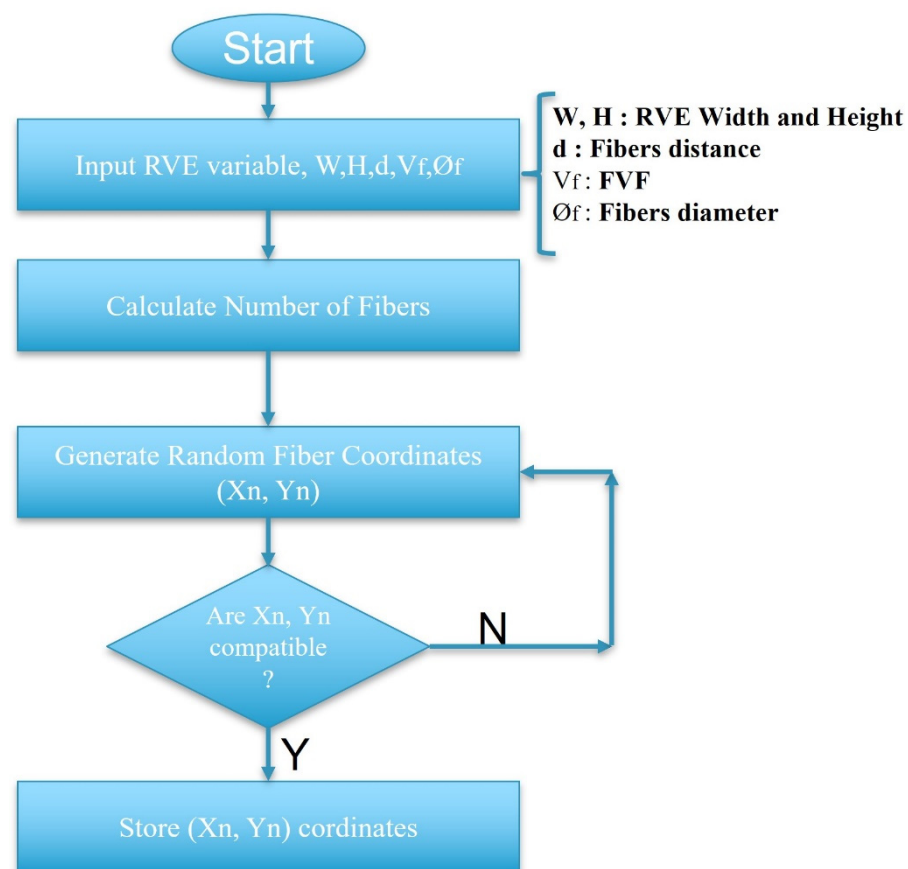 Start
Input RVE variable, W,H,d,Vf,Øf
W, H : RVE Width and Height
d : Fibers distance
Vf : FVF
Øf : Fibers diameter
Calculate Number of Fibers
Generate Random Fiber Coordinates
(Xn, Yn)
Are Xn, Yn
compatible
?
N
Y
Store (Xn, Yn) cordinates